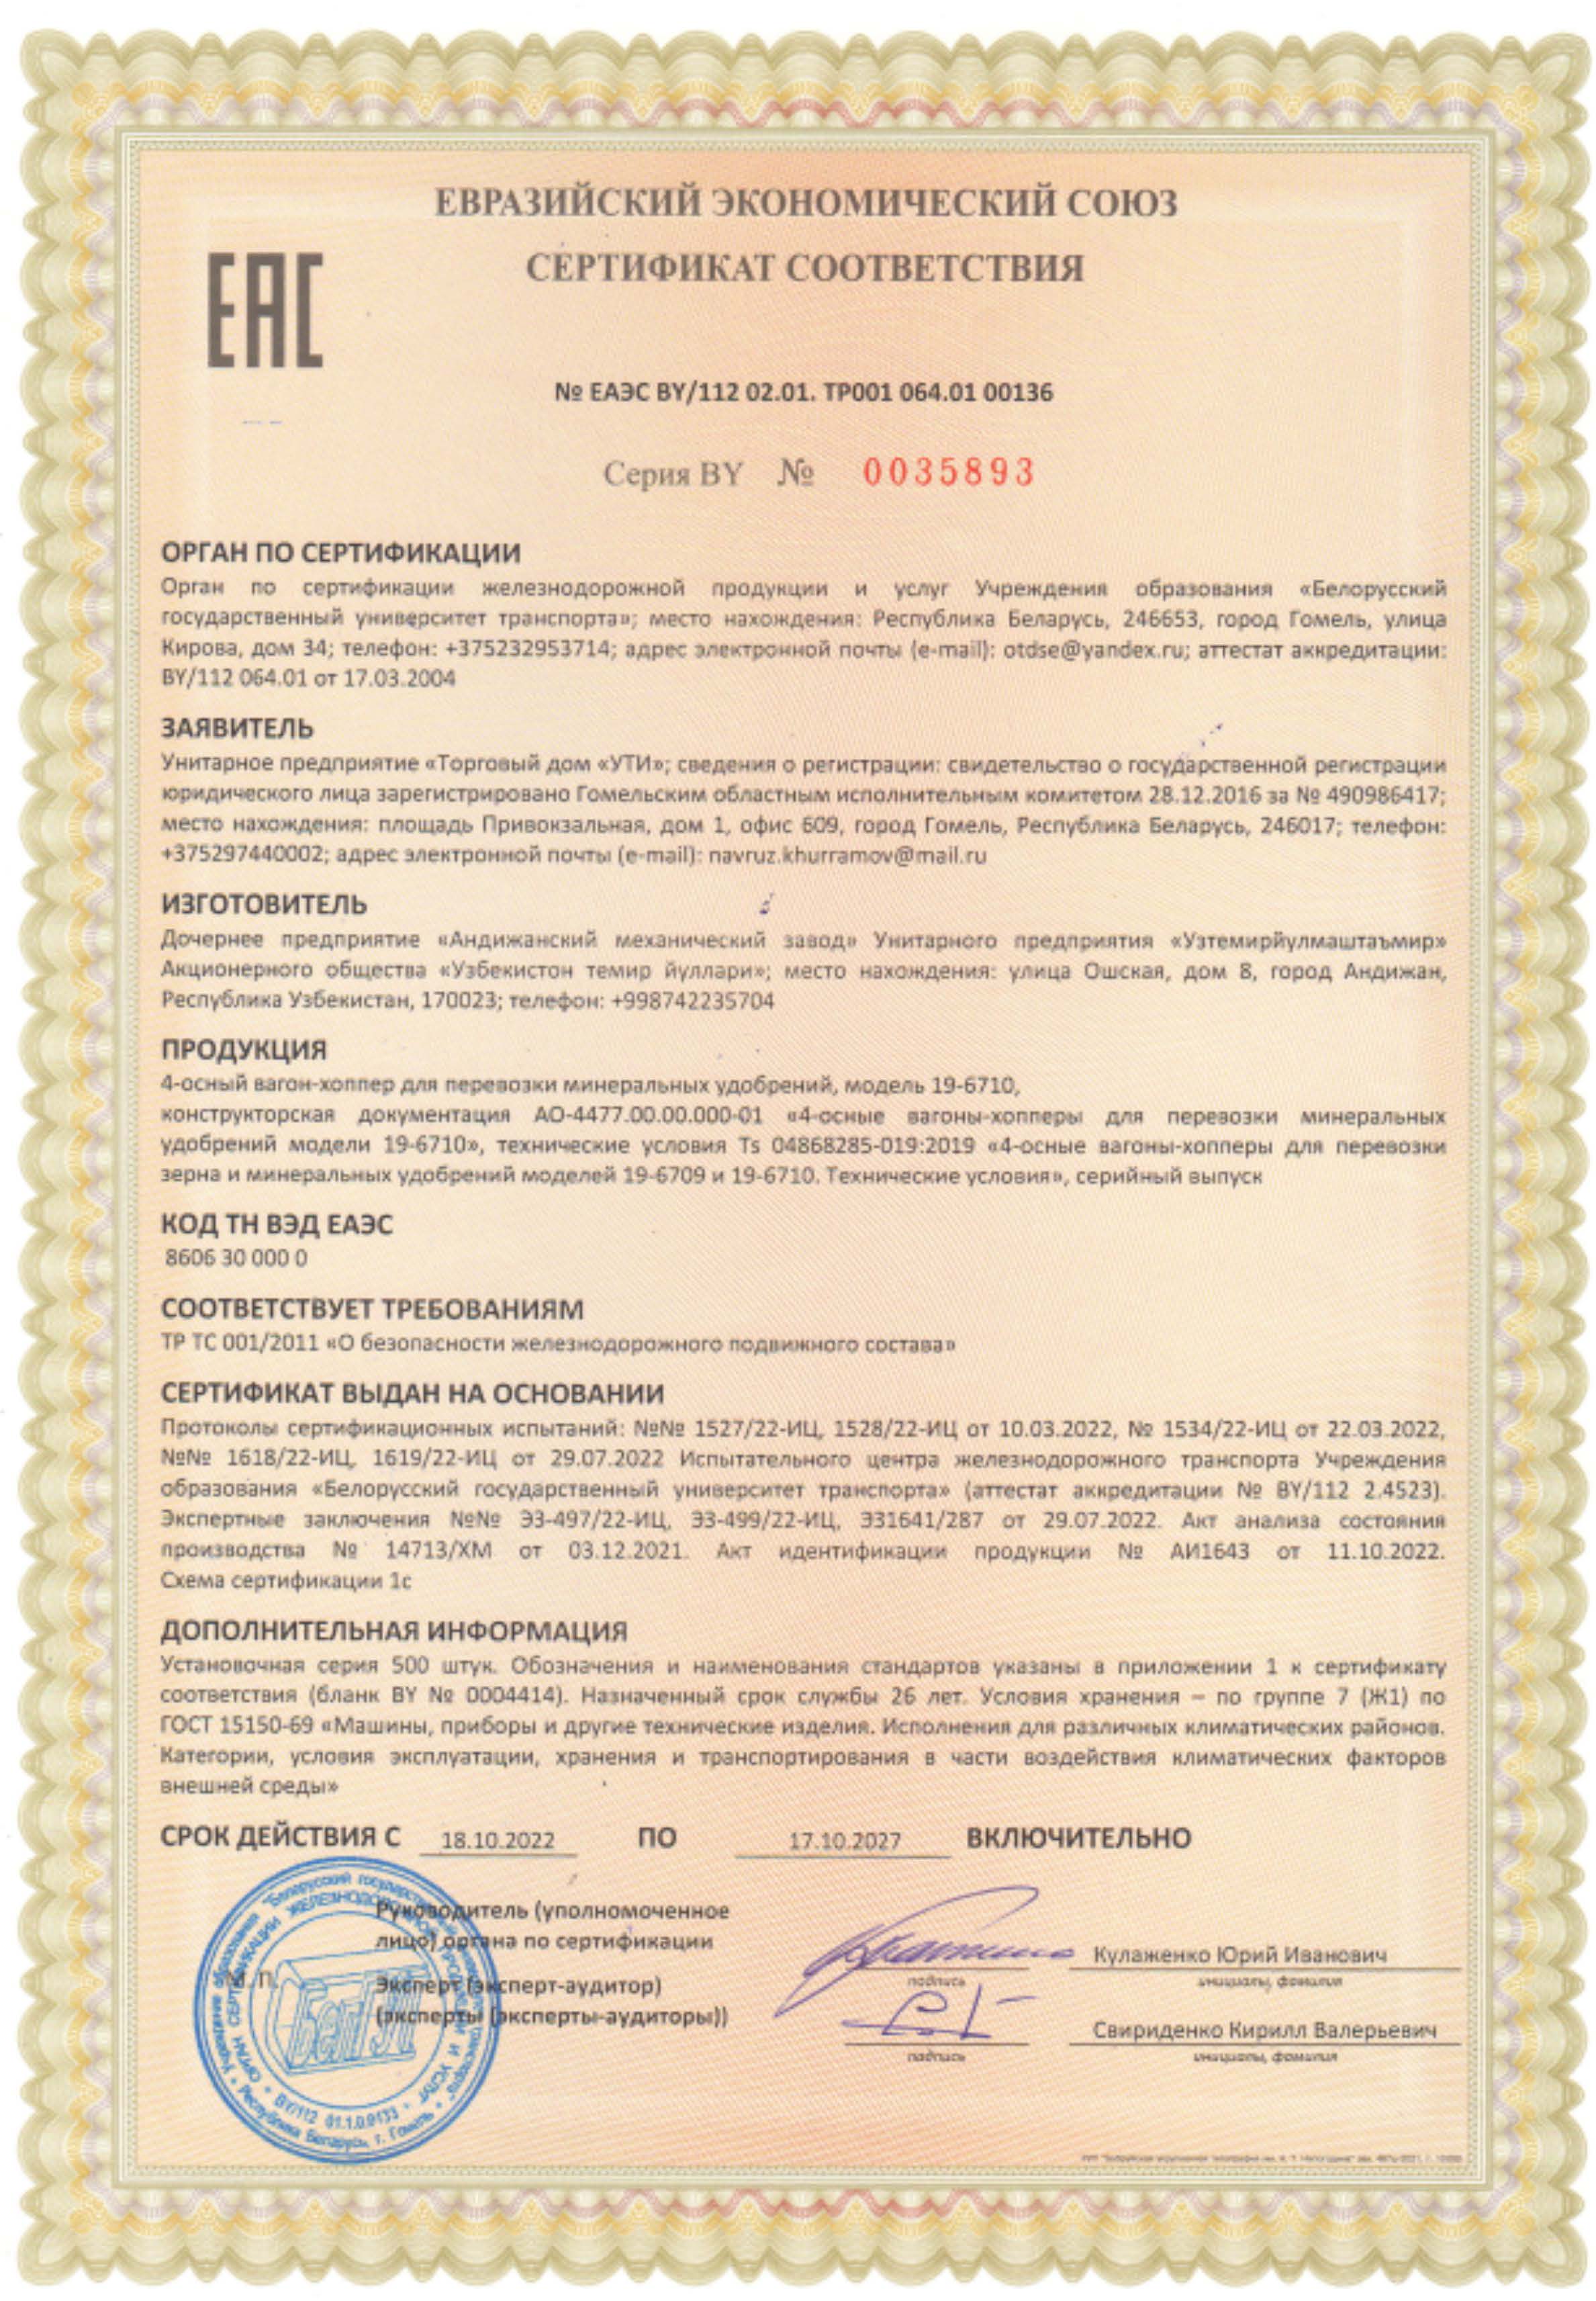 ЕВРАЗИЙСКИЙ ЭКОНОМИЧЕСКИЙ СОЮЗ
ЕАС
СЕРТИФИКАТ СООТВЕТСТВИЯ
№ ЕАЭС BY/112 02.01. ТР001 064.01 00136
Серия BY № 0035893
ОРГАН ПО СЕРТИФИКАЦИИ
Орган по сертификации железнодорожной продукции и услуг Учреждения образования «Белорусский
государственный университет транспорта»; место нахождения: Республика Беларусь, 246653, город Гомель, улица
Кирова, дом 34; телефон: +375232953714; адрес электронной почты (e-mail): otdse@yandex.ru; аттестат аккредитации:
BY/112 064.01 от 17.03.2004
ЗАЯВИТЕЛЬ
Унитарное предприятие «Торговый дом «УТИ»; сведения о регистрации: свидетельство о государственной регистрации
юридического лица зарегистрировано Гомельским областным исполнительным комитетом 28.12.2016 за № 490986417;
место нахождения: площадь Привокзальная, дом 1, офис 609, город Гомель, Республика Беларусь, 246017; телефон:
+375297440002; адрес электронной почты (e-mail): navruz.khurramov@mail.ru
ИЗГОТОВИТЕЛЬ
Дочернее предприятие «Андижанский механический завод» Унитарного предприятия «Узтемирйулмаштаъмир»
Акционерного общества «Узбекистон темир йуллари»; место нахождения: улица Ошская, дом 8, город Андижан,
Республика Узбекистан, 170023; телефон: +998742235704
ПРОДУКЦИЯ
4-осный вагон-хоппер для перевозки минеральных удобрений, модель 19-6710,
конструкторская документация АО-4477.00.00.000-01 «4-осные вагоны-хопперы для перевозки минеральных
удобрений модели 19-6710», технические условия Ts 04868285-019:2019 «4-осные вагоны-хопперы для перевозки
зерна и минеральных удобрений моделей 19-6709 и 19-6710. Технические условия», серийный выпуск
КОД ТН ВЭД ЕАЭС
8606 30 000 0
СООТВЕТСТВУЕТ ТРЕБОВАНИЯМ
ТР ТС 001/2011 «О безопасности железнодорожного подвижного состава»
СЕРТИФИКАТ ВЫДАН НА ОСНОВАНИИ
Протоколы сертификационных испытаний: №№ 1527/22-ИЦ, 1528/22-ИЦ от 10.03.2022, № 1534/22-ИЦ от 22.03.2022,
№№ 1618/22-ИЦ, 1619/22-ИЦ от 29.07.2022 Испытательного центра железнодорожного транспорта Учреждения
образования «Белорусский государственный университет транспорта» (аттестат аккредитации № BY/112 2.4523).
Экспертные заключения №№ ЭЗ-497/22-ИЦ, ЭЗ-499/22-ИЦ, ЭЗ1641/287 от 29.07.2022. Акт анализа состояния
производства № 14713/ХМ от 03.12.2021. Акт идентификации продукции № АИ1643 от 11.10.2022.
Схема сертификации 1с
ДОПОЛНИТЕЛЬНАЯ ИНФОРМАЦИЯ
Установочная серия 500 штук. Обозначения и наименования стандартов указаны в приложении 1 к сертификату
соответствия (бланк BY № 0004414). Назначенный срок службы 26 лет. Условия хранения – по группе 7 (Ж1) по
ГОСТ 15150-69 «Машины, приборы и другие технические изделия. Исполнения для различных климатических районов.
Категории, условия эксплуатации, хранения и транспортирования в части воздействия климатических факторов
внешней среды»
СРОК ДЕЙСТВИЯ С 18.10.2022 ПО 17.10.2027 ВКЛЮЧИТЕЛЬНО
Руководитель (уполномоченное
лицо) органа по сертификации
Кулаженко Юрий Иванович
подпись
инициалы, фамилия
М.П.
Эксперт (эксперт-аудитор)
(эксперты (эксперты-аудиторы))
Свириденко Кирилл Валерьевич
подпись
инициалы, фамилия
Учреждение образования "Белорусский государственный университет транспорта"
Республика Беларусь, г. Гомель
ОРГАН ПО СЕРТИФИКАЦИИ ЖЕЛЕЗНОДОРОЖНОЙ ПРОДУКЦИИ И УСЛУГ